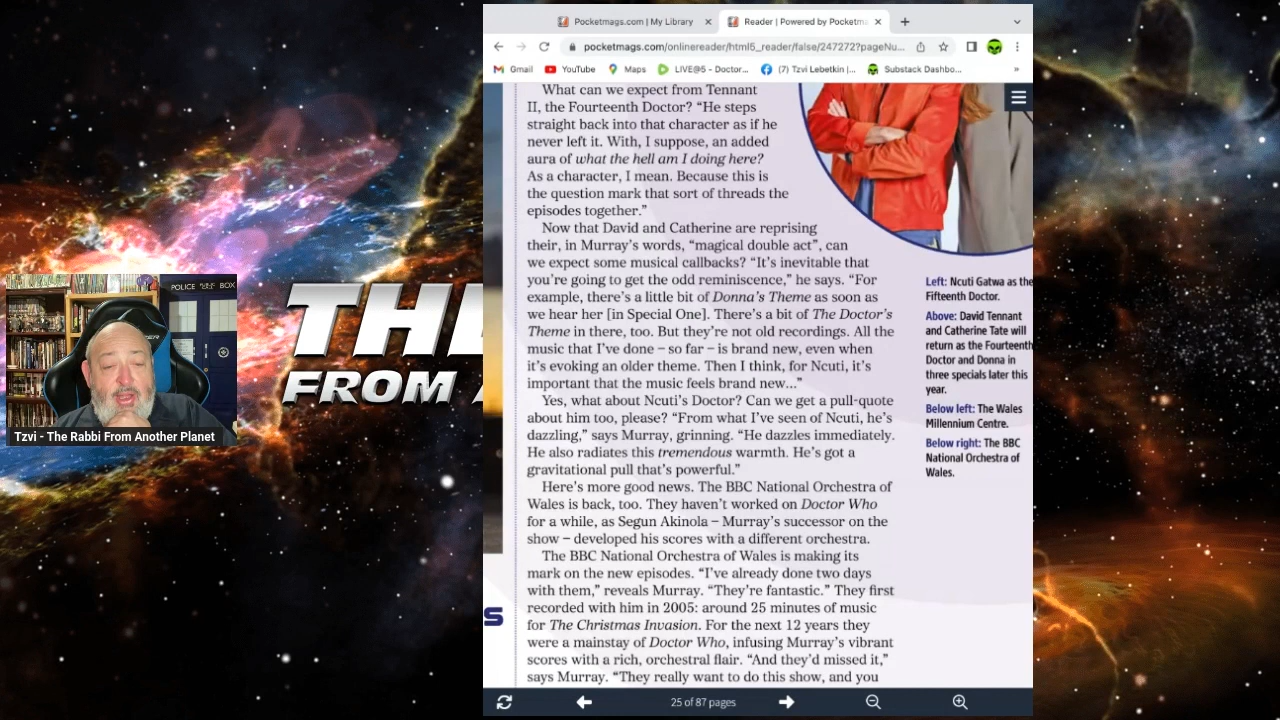 Pocketmags.com | My Library
Reader | Powered by Pocketm
pocketmags.com/onlinereader/html5_reader/false/247272?pageNu...
Gmail
YouTube
Maps
LIVE@5 - Doctor...
(7) Tzvi Lebetkin |...
Substack Dashbo...
»
What can we expect from Tennant
II, the Fourteenth Doctor? “He steps
straight back into that character as if he
never left it. With, I suppose, an added
aura of what the hell am I doing here?
As a character, I mean. Because this is
the question mark that sort of threads the
episodes together.”
Now that David and Catherine are reprising
their, in Murray’s words, “magical double act”, can
we expect some musical callbacks? “It’s inevitable that
you’re going to get the odd reminiscence,” he says. “For
example, there’s a little bit of Donna’s Theme as soon as
we hear her [in Special One]. There’s a bit of The Doctor’s
Theme in there, too. But they’re not old recordings. All the
music that I’ve done – so far – is brand new, even when
it’s evoking an older theme. Then I think, for Ncuti, it’s
important that the music feels brand new...”
Yes, what about Ncuti’s Doctor? Can we get a pull-quote
about him too, please? “From what I’ve seen of Ncuti, he’s
dazzling,” says Murray, grinning. “He dazzles immediately.
He also radiates this tremendous warmth. He’s got a
gravitational pull that’s powerful.”
Here’s more good news. The BBC National Orchestra of
Wales is back, too. They haven’t worked on Doctor Who
for a while, as Segun Akinola – Murray’s successor on the
show – developed his scores with a different orchestra.
The BBC National Orchestra of Wales is making its
mark on the new episodes. “I’ve already done two days
with them,” reveals Murray. “They’re fantastic.” They first
recorded with him in 2005: around 25 minutes of music
for The Christmas Invasion. For the next 12 years they
were a mainstay of Doctor Who, infusing Murray’s vibrant
scores with a rich, orchestral flair. “And they’d missed it,”
says Murray. “They really want to do this show, and you
Left: Ncuti Gatwa as the
Fifteenth Doctor.
Above: David Tennant
and Catherine Tate will
return as the Fourteenth
Doctor and Donna in
three specials later this
year.
Below left: The Wales
Millennium Centre.
Below right: The BBC
National Orchestra of
Wales.
S
25 of 87 pages
POLICE BOX
Tzvi - The Rabbi From Another Planet
TH
FROM